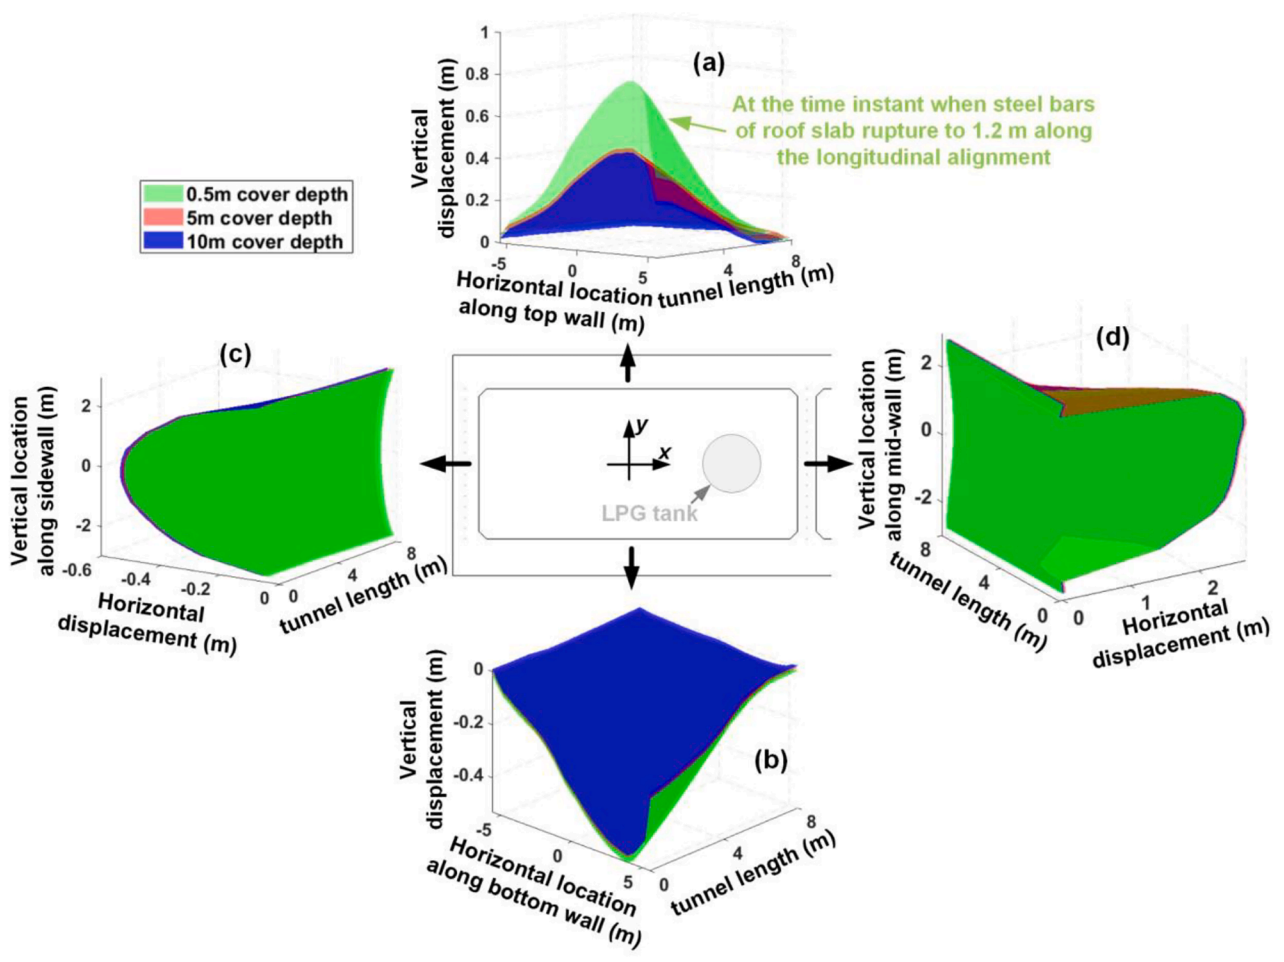 (a)
At the time instant when steel bars
of roof slab rupture to 1.2 m along
the longitudinal alignment
Vertical
displacement (m)
1
0.8
0.6
0.4
0.2
0
-5
0
5
4
8
Horizontal location
along top wall (m)
tunnel length (m)
0.5m cover depth
5m cover depth
10m cover depth
(c)
Vertical location
along sidewall (m)
2
0
-2
-0.6
-0.4
-0.2
0
0
4
8
Horizontal
displacement (m)
tunnel length (m)
y
x
LPG tank
(d)
Vertical location
along mid-wall (m)
2
0
-2
8
4
0
0
1
2
tunnel length (m)
Horizontal
displacement (m)
(b)
Vertical
displacement (m)
0
-0.2
-0.4
-5
0
5
0
4
8
Horizontal location
along bottom wall (m)
tunnel length (m)